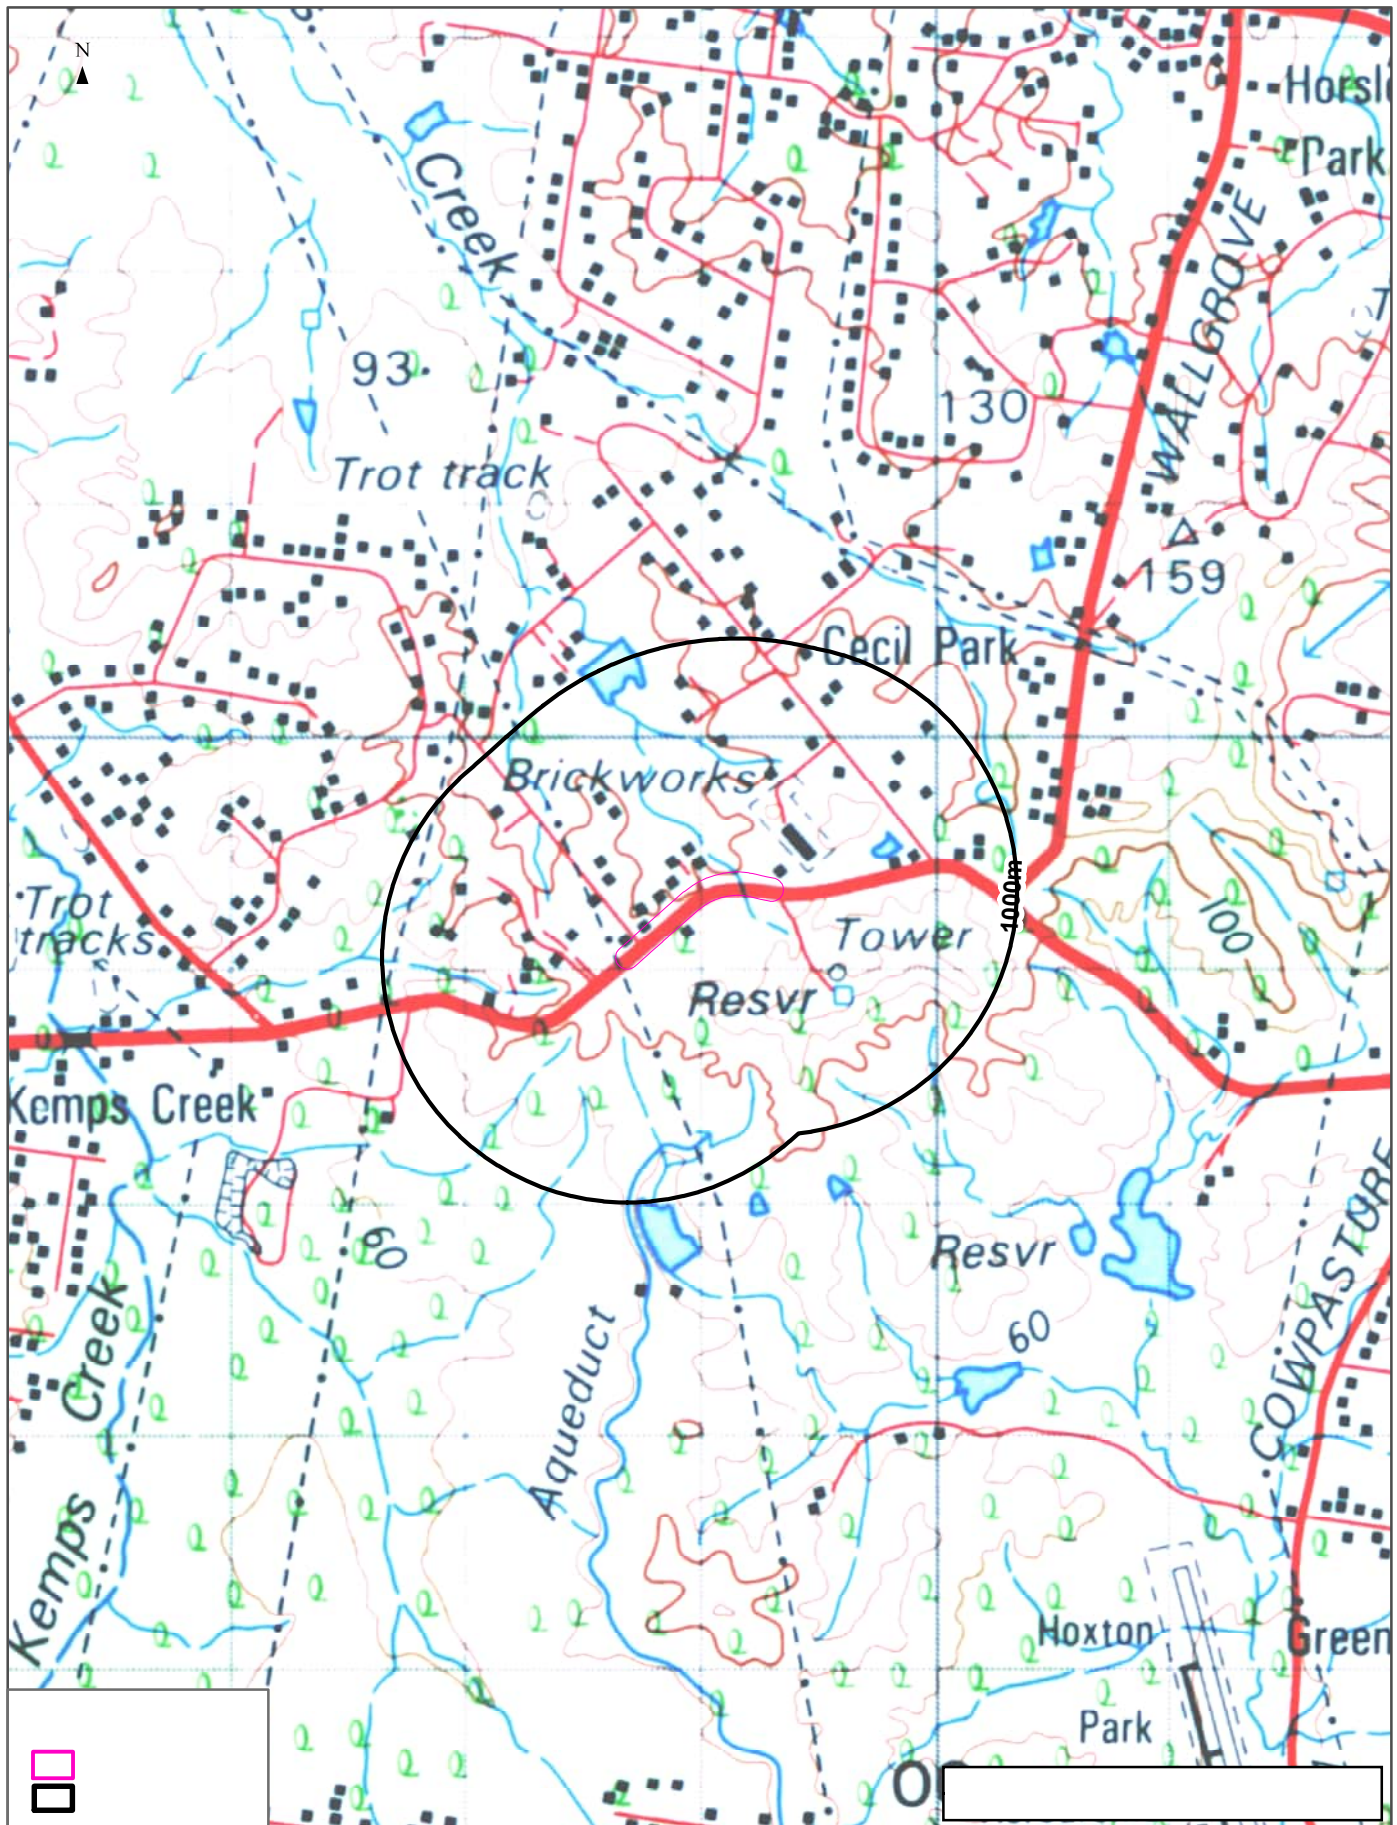 N
Horsl
Park
Creek
WALLGROVE
93
130
Trot track
159
Cecil Park
Brickworks
1000m
Trot
tracks
Tower
100
Resvr
Kemps Creek
60
Resvr
60
COWPASTURE
Aqueduct
Kemps Creek
Hoxton
Park
Green